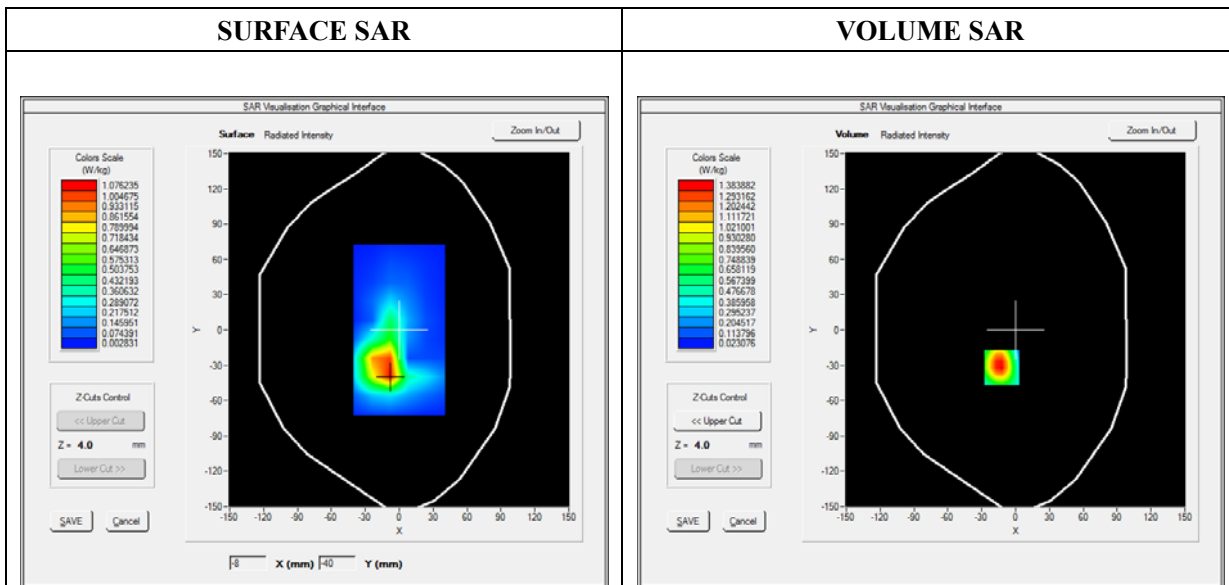 SURFACE SAR
VOLUME SAR
SAR Visualisation Graphical Interface
Surface Radiated Intensity
Zoom In/Out
Colors Scale
(W/kg)
1.076235
1.004675
0.933115
0.861554
0.789994
0.718434
0.646873
0.575313
0.503753
0.432193
0.360632
0.289072
0.217512
0.145951
0.074391
0.002831
Z-Cuts Control
<< Upper Cut
Z = 4.0 mm
Lower Cut >>
SAVE
Cancel
150
120
90
60
30
0
-30
-60
-90
-120
-150
Y
-150 -120 -90 -60 -30 0 30 60 90 120 150
X
-8 X (mm) -40 Y (mm)
SAR Visualisation Graphical Interface
Volume Radiated Intensity
Zoom In/Out
Colors Scale
(W/kg)
1.383882
1.293162
1.202442
1.111721
1.021001
0.930280
0.839560
0.748839
0.658119
0.567399
0.476678
0.385958
0.295237
0.204517
0.113796
0.023076
Z-Cuts Control
<< Upper Cut
Z = 4.0 mm
Lower Cut >>
SAVE
Cancel
150
120
90
60
30
0
-30
-60
-90
-120
-150
Y
-150 -120 -90 -60 -30 0 30 60 90 120 150
X